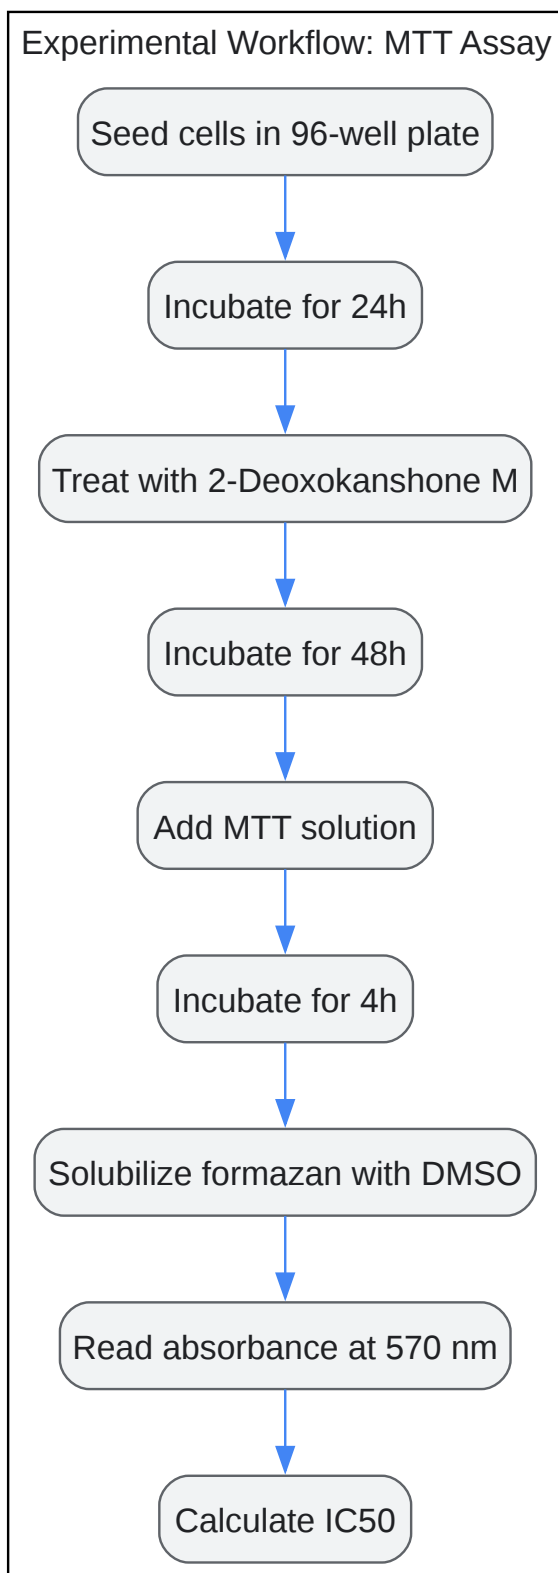 Experimental Workflow: MTT Assay
Seed cells in 96-well plate
Incubate for 24h
Treat with 2-Deoxokanshone M
Incubate for 48h
Add MTT solution
Incubate for 4h
Solubilize formazan with DMSO
Read absorbance at 570 nm
Calculate IC50